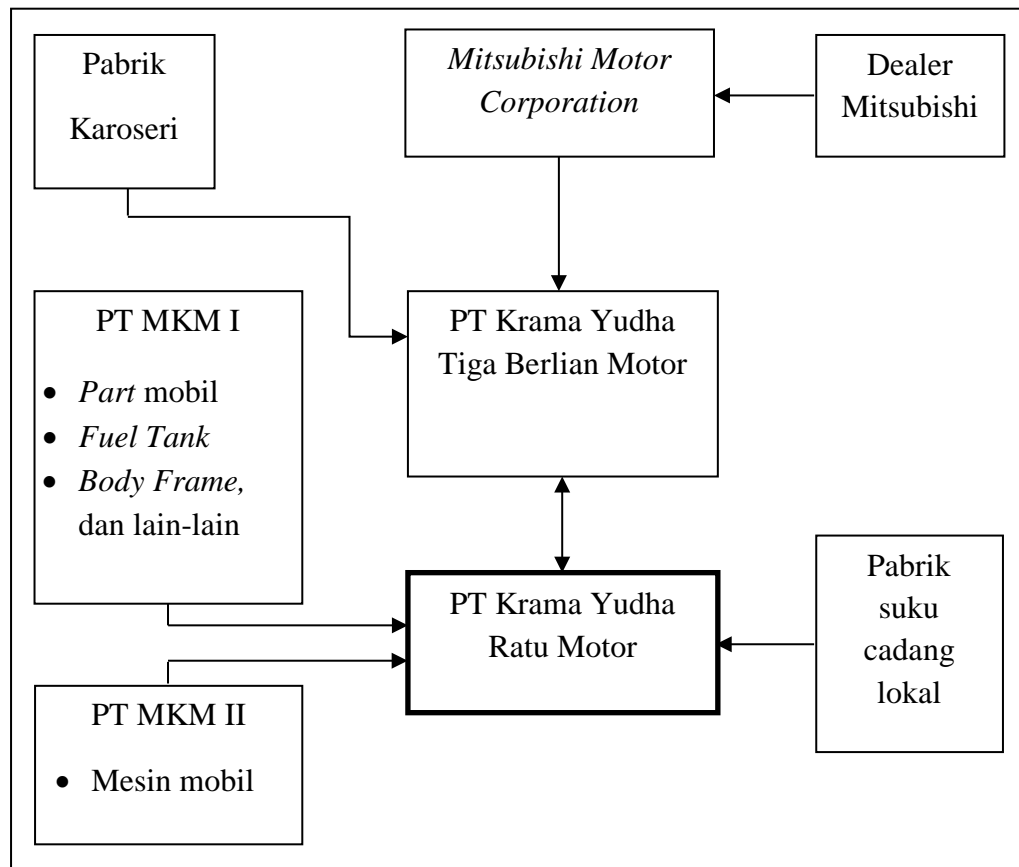 Pabrik
Karoseri
Mitsubishi Motor
Corporation
Dealer
Mitsubishi
PT MKM I
• Part mobil
• Fuel Tank
• Body Frame,
dan lain-lain
PT Krama Yudha
Tiga Berlian Motor
PT Krama Yudha
Ratu Motor
Pabrik
suku
cadang
lokal
PT MKM II
• Mesin mobil